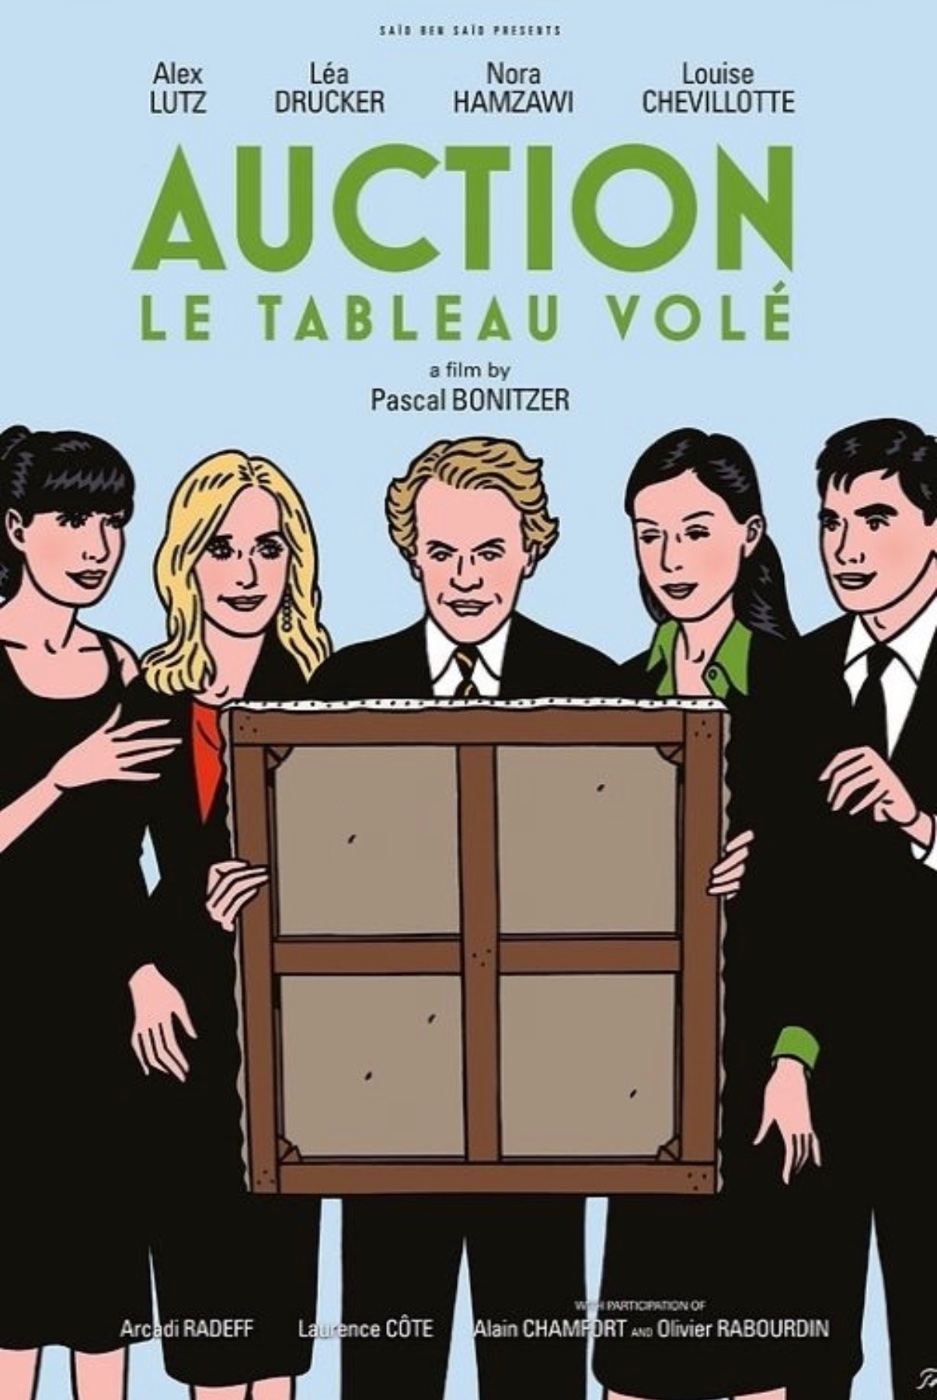 SAÏD BEN SAÏD PRESENTS
Alex LUTZ
Léa DRUCKER
Nora HAMZAWI
Louise CHEVILLOTTE
AUCTION
LE TABLEAU VOLÉ
a film by
Pascal BONITZER
WITH PARTICIPATION OF
Arcadi RADEFF Laurence CÔTE Alain CHAMFORT AND Olivier RABOURDIN